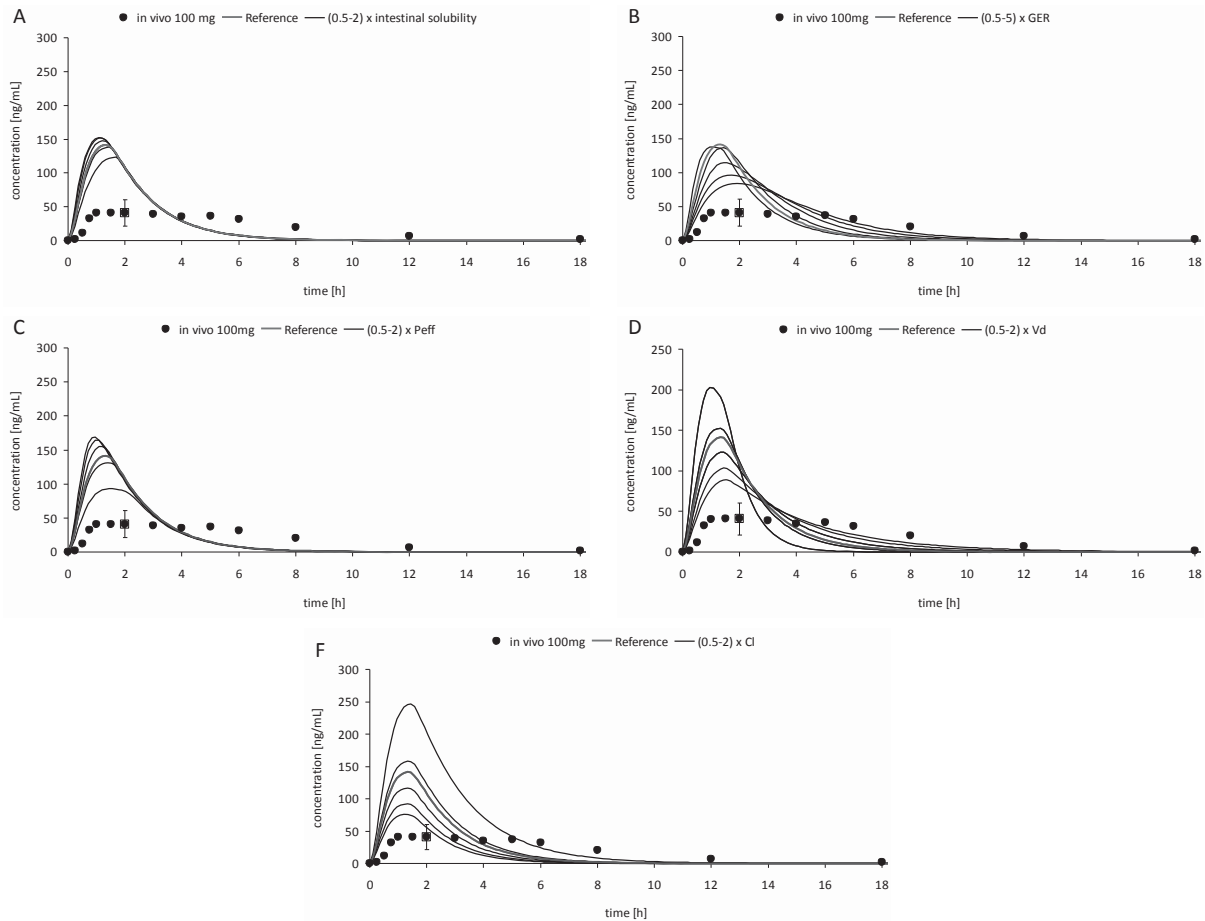 A
in vivo 100 mg Reference (0.5-2) x intestinal solubility
300
250
200
150
100
50
0
concentration [ng/mL]
0 2 4 6 8 10 12 14 16 18
time [h]
B
in vivo 100mg Reference (0.5-5) x GER
300
250
200
150
100
50
0
concentration [ng/mL]
0 2 4 6 8 10 12 14 16 18
time [h]
C
in vivo 100mg Reference (0.5-2) x Peff
300
250
200
150
100
50
0
concentration [ng/mL]
0 2 4 6 8 10 12 14 16 18
time [h]
D
in vivo 100mg Reference (0.5-2) x Vd
250
200
150
100
50
0
concentration [ng/mL]
0 2 4 6 8 10 12 14 16 18
time [h]
F
in vivo 100mg Reference (0.5-2) x Cl
300
250
200
150
100
50
0
concentration [ng/mL]
0 2 4 6 8 10 12 14 16 18
time [h]